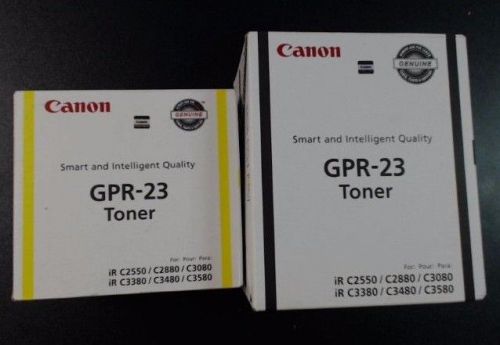 Canon
GENUINE
Smart and Intelligent Quality
GPR-23
Toner
For: Pour: Para:
iR C2550 / C2880 / C3080
iR C3380 / C3480 / C3580
Canon
GENUINE
Smart and Intelligent Quality
GPR-23
Toner
For: Pour: Para:
iR C2550 / C2880 / C3080
iR C3380 / C3480 / C3580